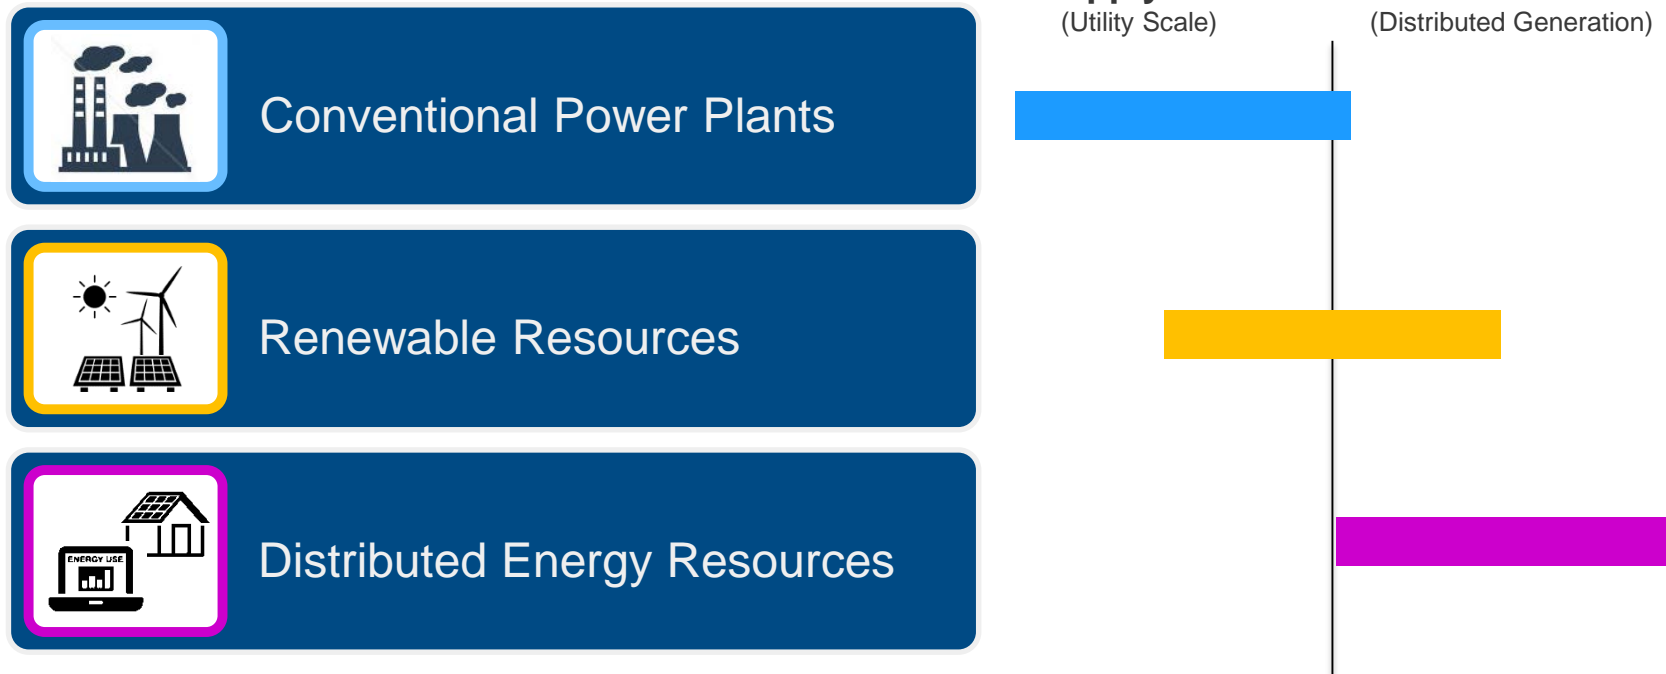 (Utility Scale)
(Distributed Generation)
Conventional Power Plants
Renewable Resources
ENERGY USE
Distributed Energy Resources